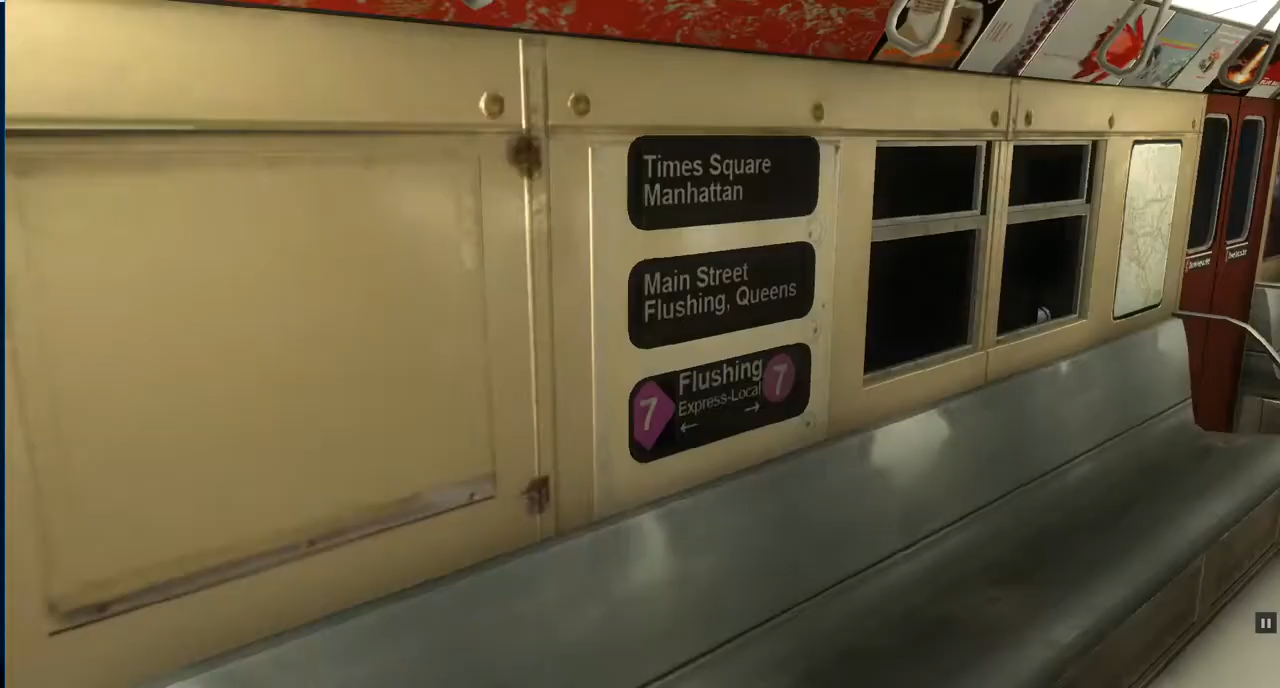 Times Square
Manhattan
Main Street
Flushing, Queens
7 Flushing 7
Express-Local
← →